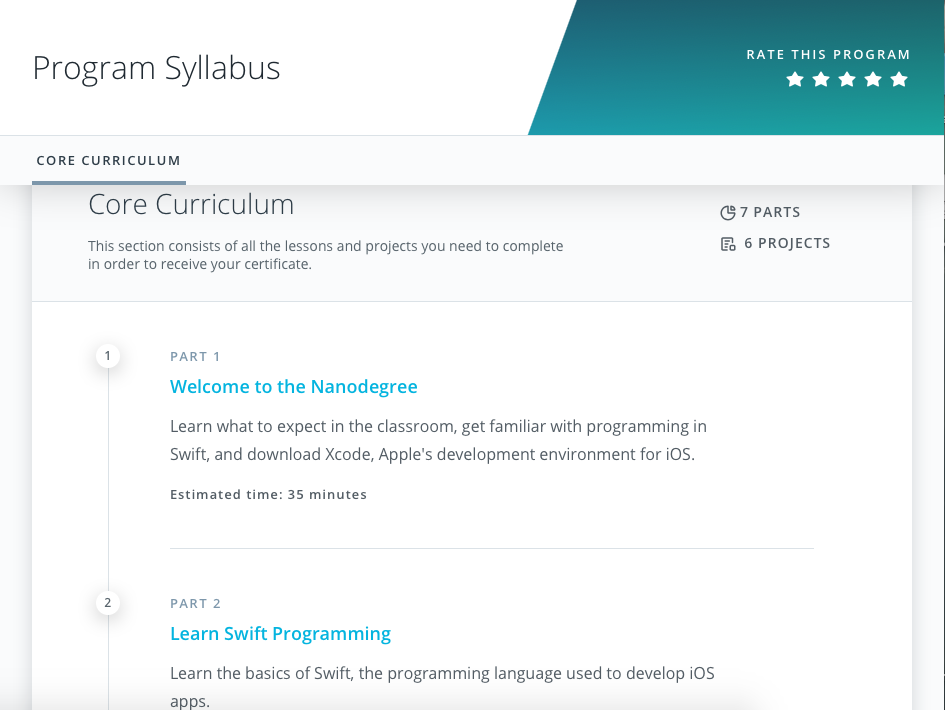 Program Syllabus
RATE THIS PROGRAM
CORE CURRICULUM
Core Curriculum
7 PARTS
This section consists of all the lessons and projects you need to complete
in order to receive your certificate.
6 PROJECTS
1
PART 1
Welcome to the Nanodegree
Learn what to expect in the classroom, get familiar with programming in
Swift, and download Xcode, Apple's development environment for iOS.
Estimated time: 35 minutes
2
PART 2
Learn Swift Programming
Learn the basics of Swift, the programming language used to develop iOS
apps.